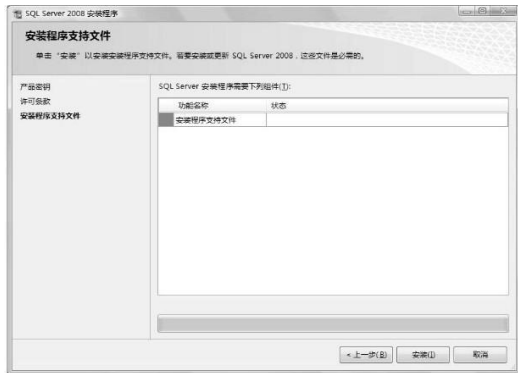 SQL Server 2008 安装程序
安装程序支持文件
单击“安装”以安装安装程序支持文件。若要安装或更新 SQL Server 2008，这些文件是必需的。
产品密钥
许可条款
安装程序支持文件
SQL Server 安装程序需要下列组件(I):
功能名称 状态
安装程序支持文件
< 上一步(B) 安装(I) 取消